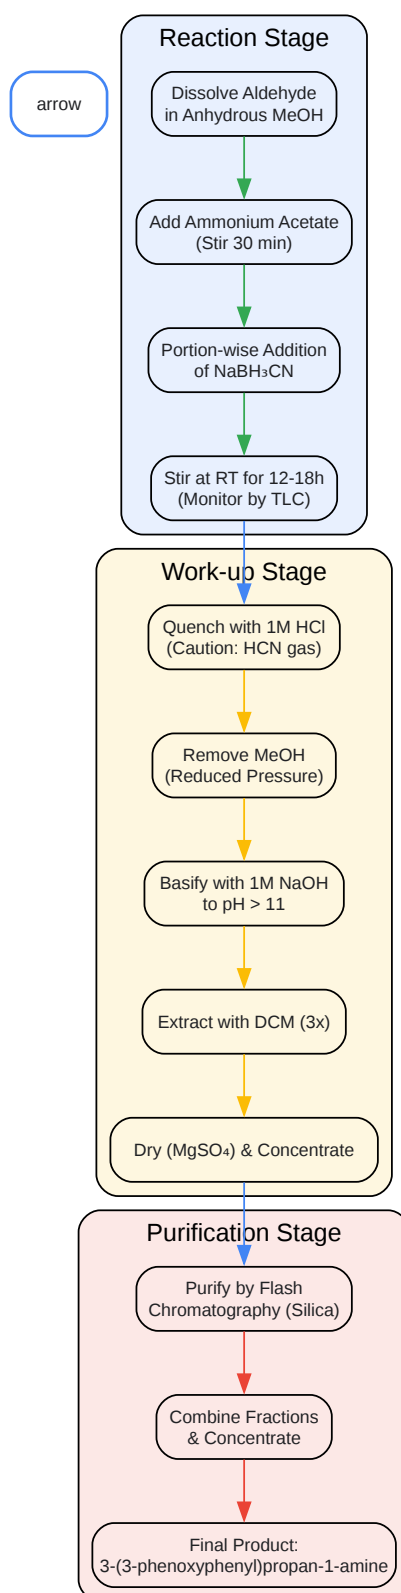 Reaction Stage
arrow
Dissolve Aldehyde
in Anhydrous MeOH
Add Ammonium Acetate
(Stir 30 min)
Portion-wise Addition
of NaBH₃CN
Stir at RT for 12-18h
(Monitor by TLC)
Work-up Stage
Quench with 1M HCl
(Caution: HCN gas)
Remove MeOH
(Reduced Pressure)
Basify with 1M NaOH
to pH > 11
Extract with DCM (3x)
Dry (MgSO₄) & Concentrate
Purification Stage
Purify by Flash
Chromatography (Silica)
Combine Fractions
& Concentrate
Final Product:
3-(3-phenoxyphenyl)propan-1-amine